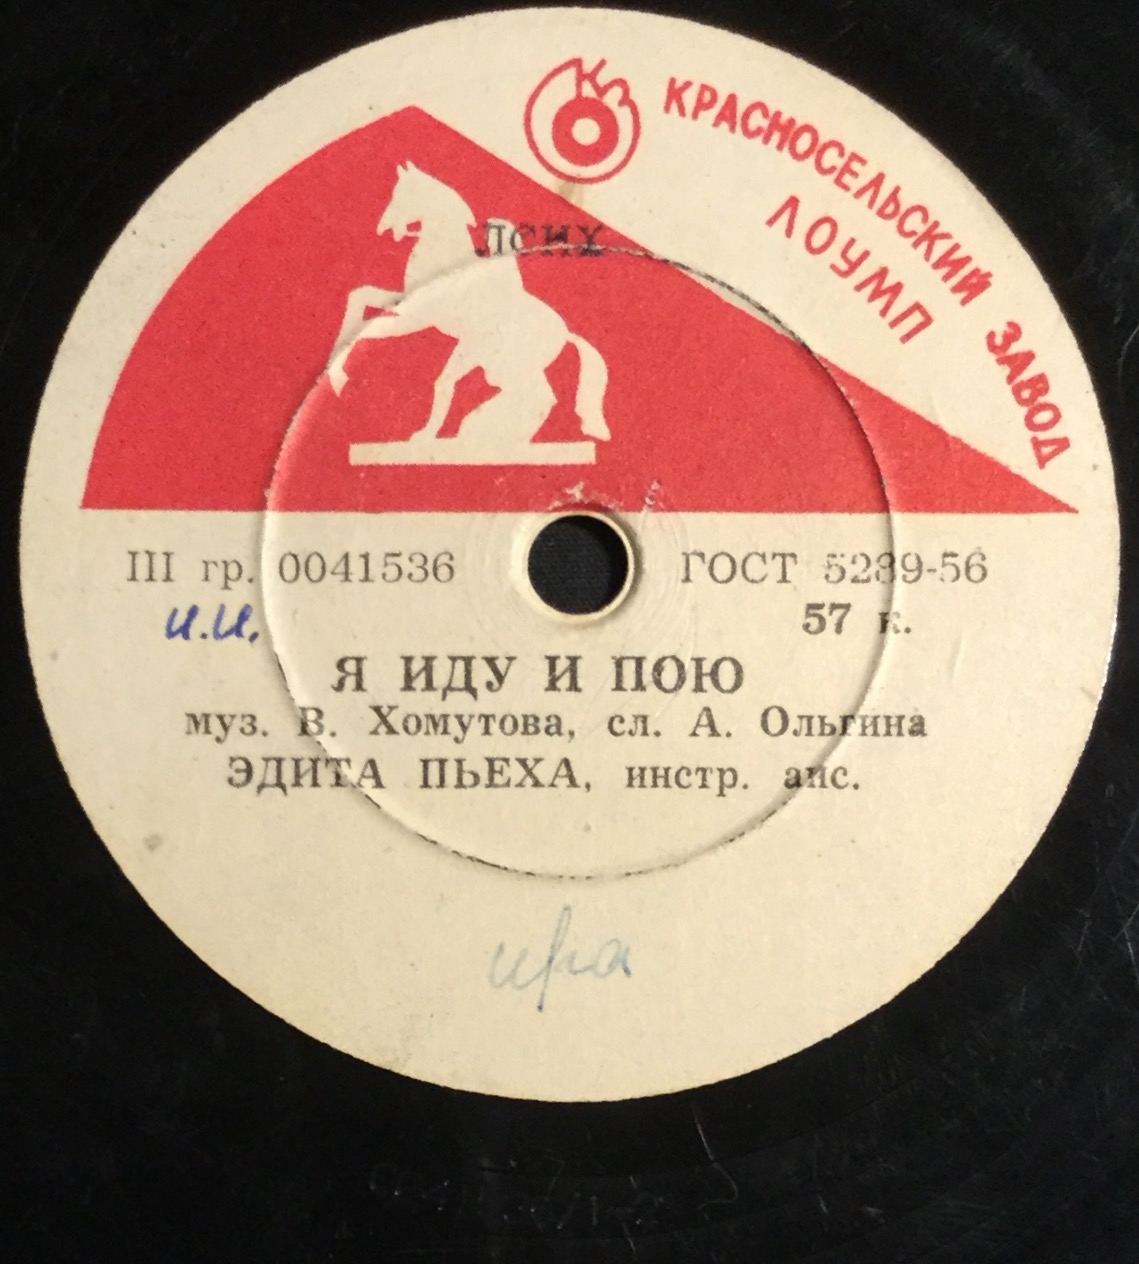 КРАСНОСЕЛЬСКИЙ ЗАВОД
ЛОУМП
ЛСНХ
III гр. 0041536
ГОСТ 5289-56
и.и.
57 к.
Я ИДУ И ПОЮ
муз. В. Хомутова, сл. А. Ольгина
ЭДИТА ПЬЕХА, инстр. анс.
ира